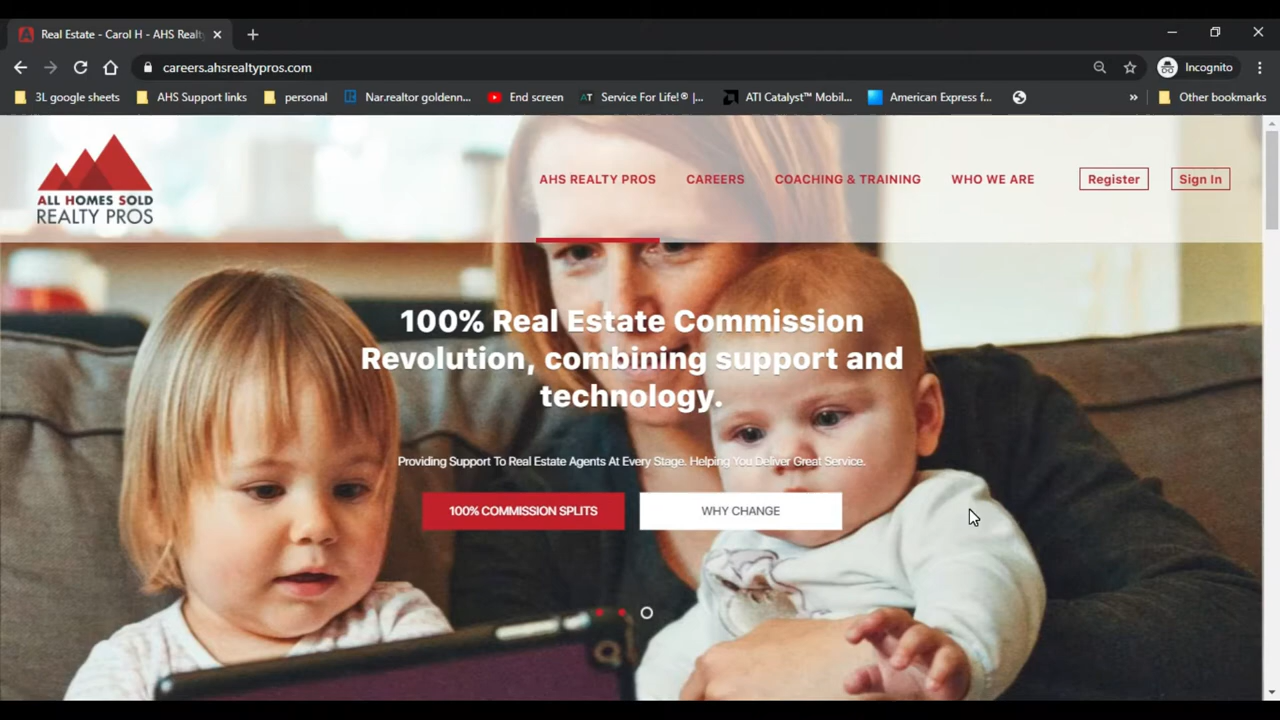 Real Estate - Carol H - AHS Realt
careers.ahsrealtypros.com
Incognito
3L google sheets
AHS Support links
personal
Nar.realtor goldenn...
End screen
AT Service For Life!® |...
ATI Catalyst™ Mobil...
American Express f...
»
Other bookmarks
ALL HOMES SOLD
REALTY PROS
AHS REALTY PROS
CAREERS
COACHING & TRAINING
WHO WE ARE
Register
Sign In
100% Real Estate Commission
Revolution, combining support and
technology.
Providing Support To Real Estate Agents At Every Stage. Helping You Deliver Great Service.
100% COMMISSION SPLITS
WHY CHANGE